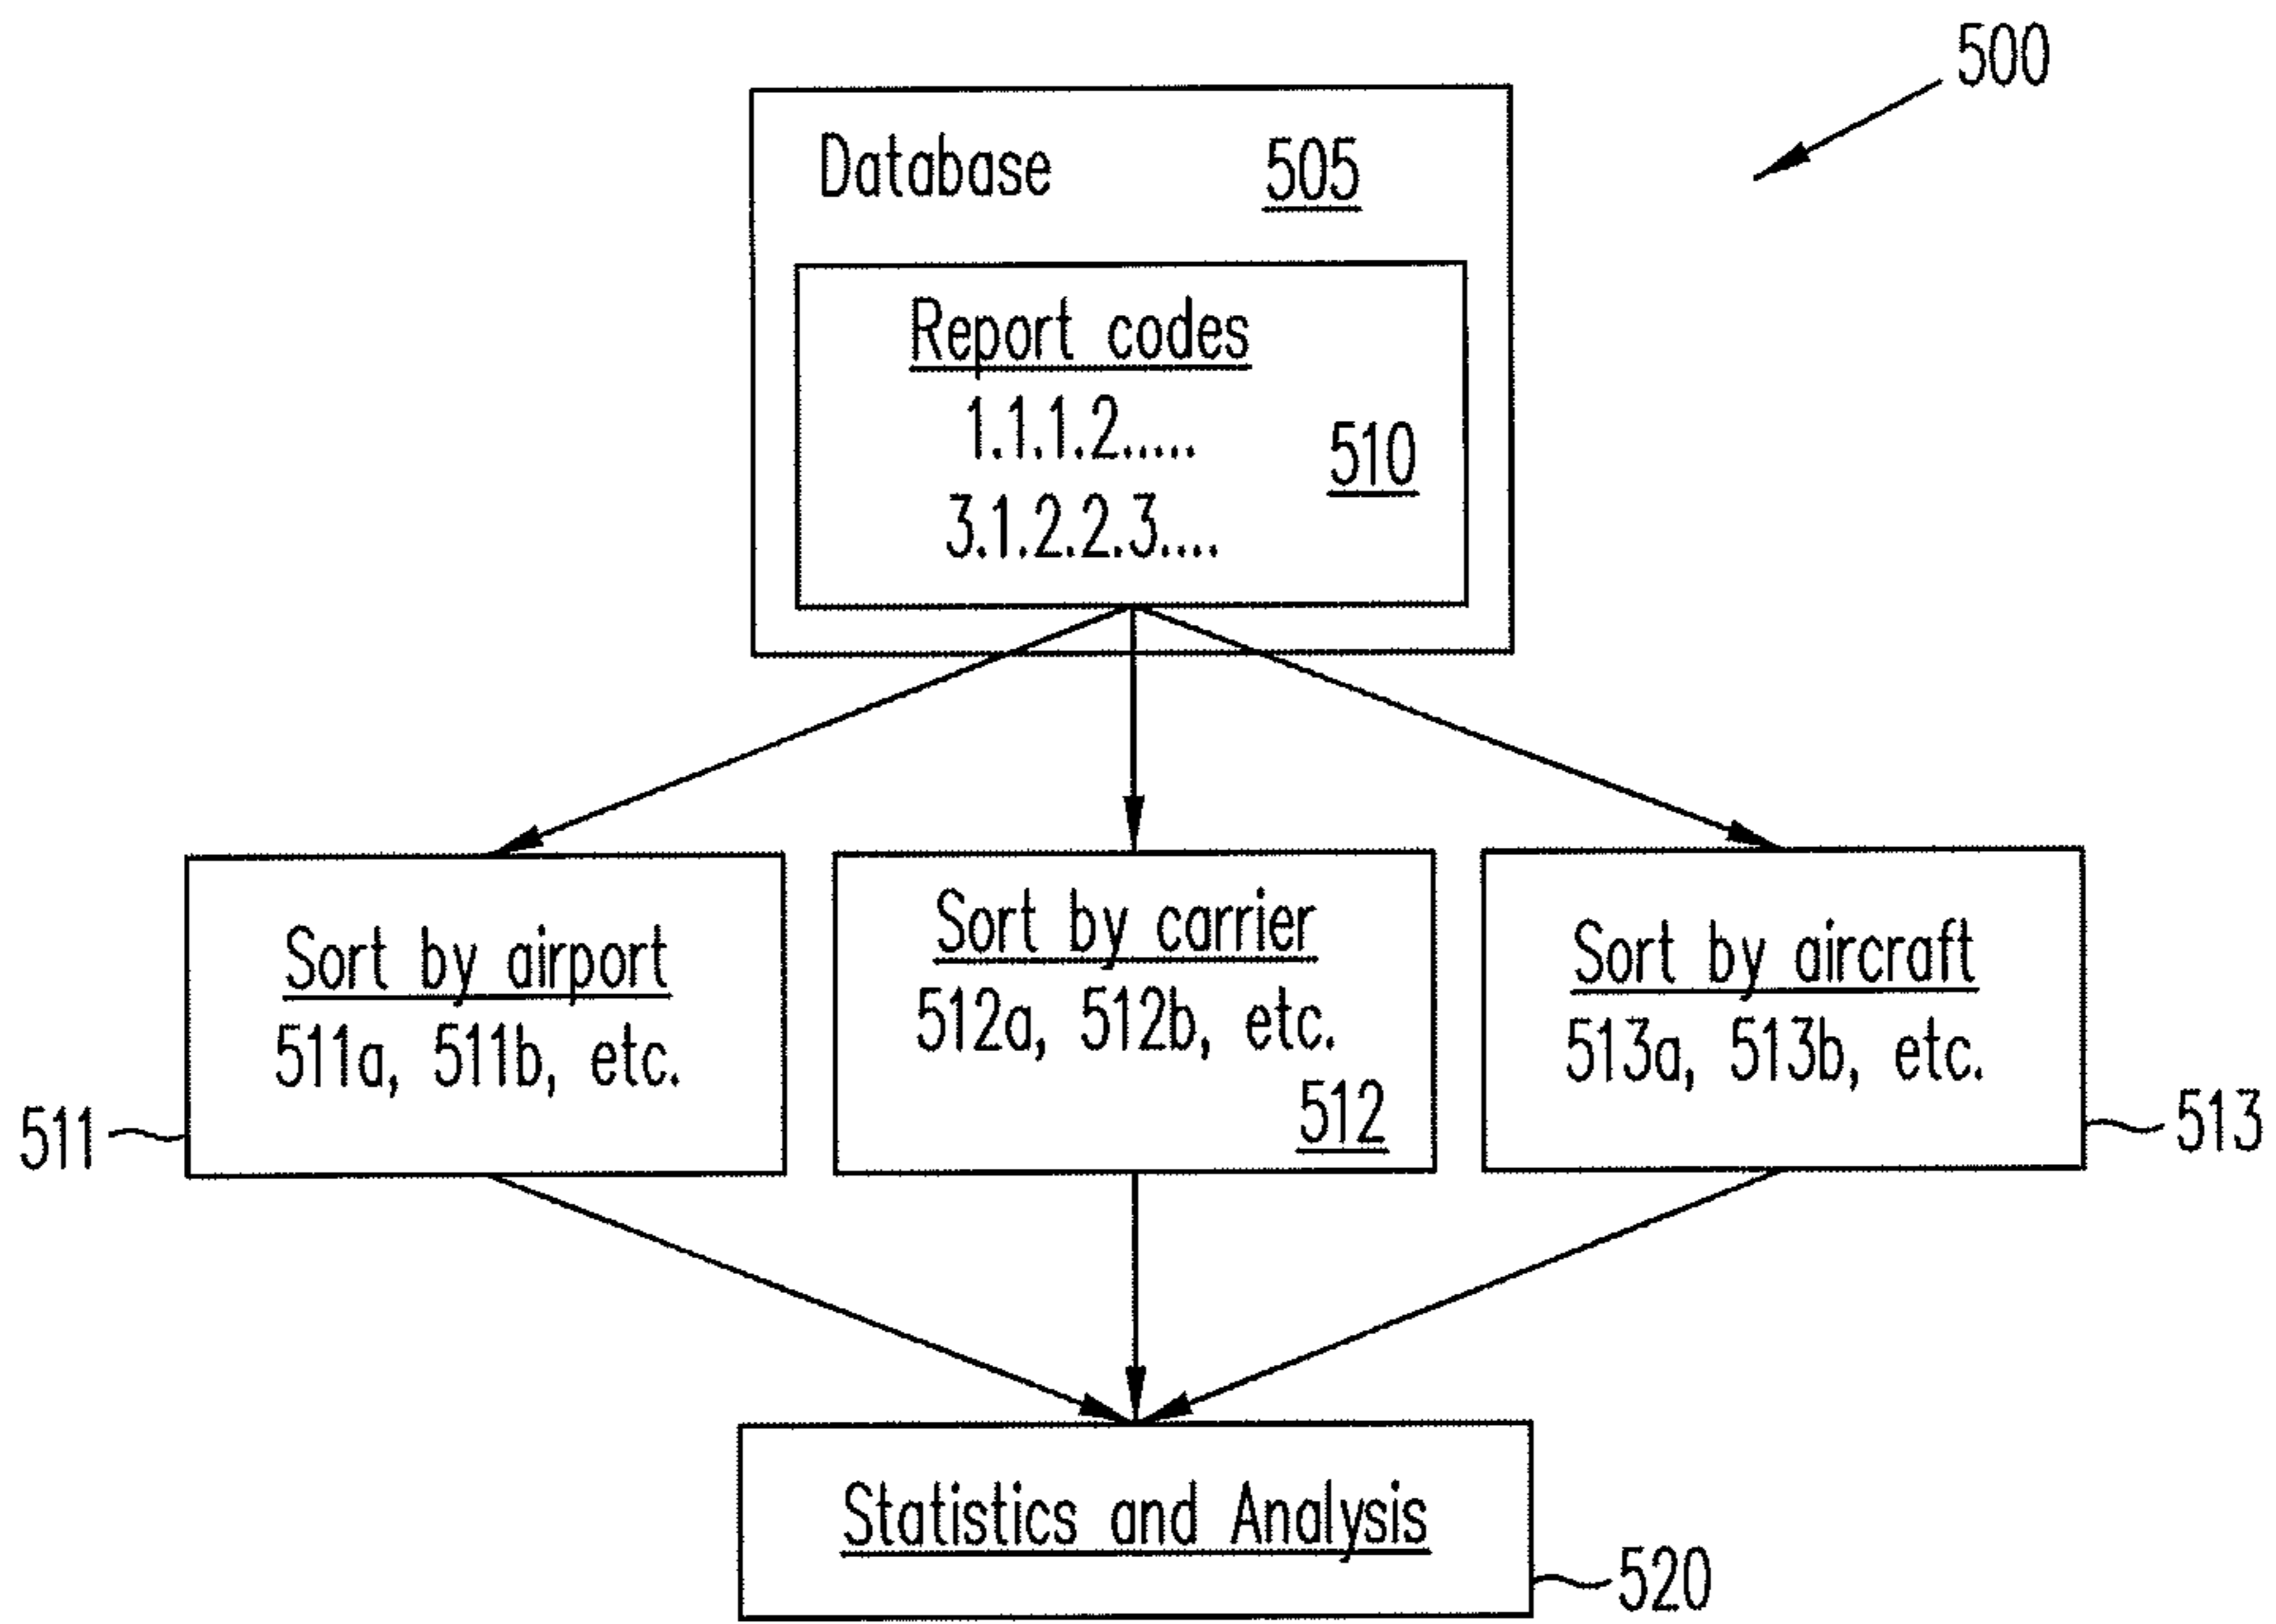 500
Database 505
Report codes
1.1.1.2.....
510
3.1.2.2.3....
Sort by airport
511a, 511b, etc.
511
Sort by carrier
512a, 512b, etc.
512
Sort by aircraft
513a, 513b, etc.
513
Statistics and Analysis
520